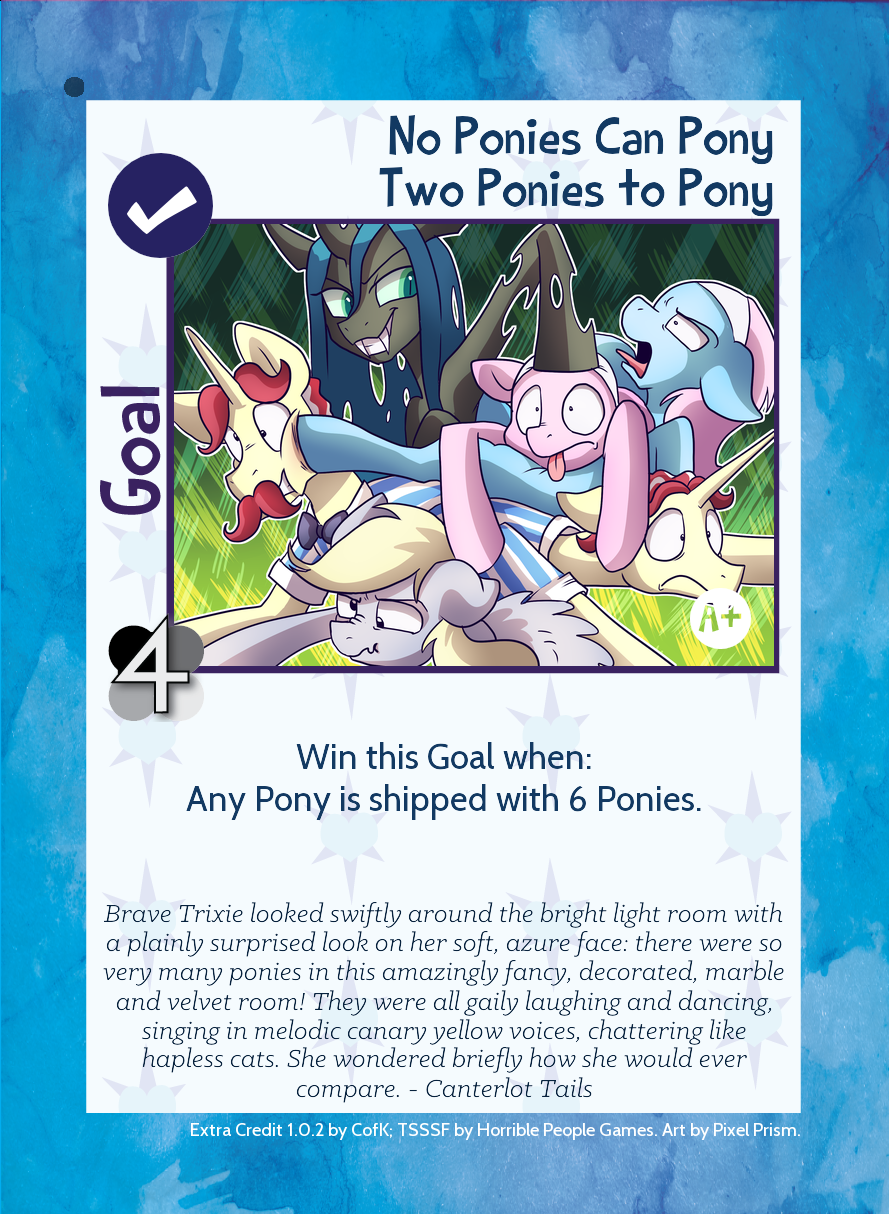 No Ponies Can Pony
Two Ponies to Pony
Goal
A+
4
Win this Goal when:
Any Pony is shipped with 6 Ponies.
Brave Trixie looked swiftly around the bright light room with
a plainly surprised look on her soft, azure face: there were so
very many ponies in this amazingly fancy, decorated, marble
and velvet room! They were all gaily laughing and dancing,
singing in melodic canary yellow voices, chattering like
hapless cats. She wondered briefly how she would ever
compare. - Canterlot Tails
Extra Credit 1.0.2 by CofK; TSSSF by Horrible People Games. Art by Pixel Prism.